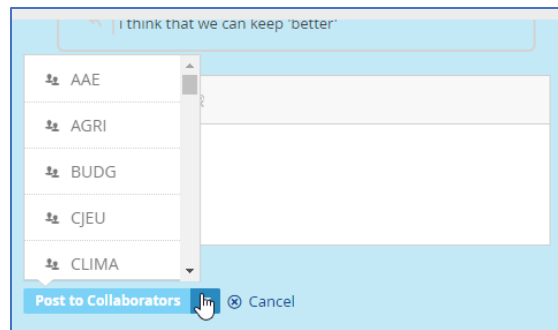 I think that we can keep 'better'
AAE
AGRI
BUDG
CJEU
CLIMA
Post to Collaborators
Cancel